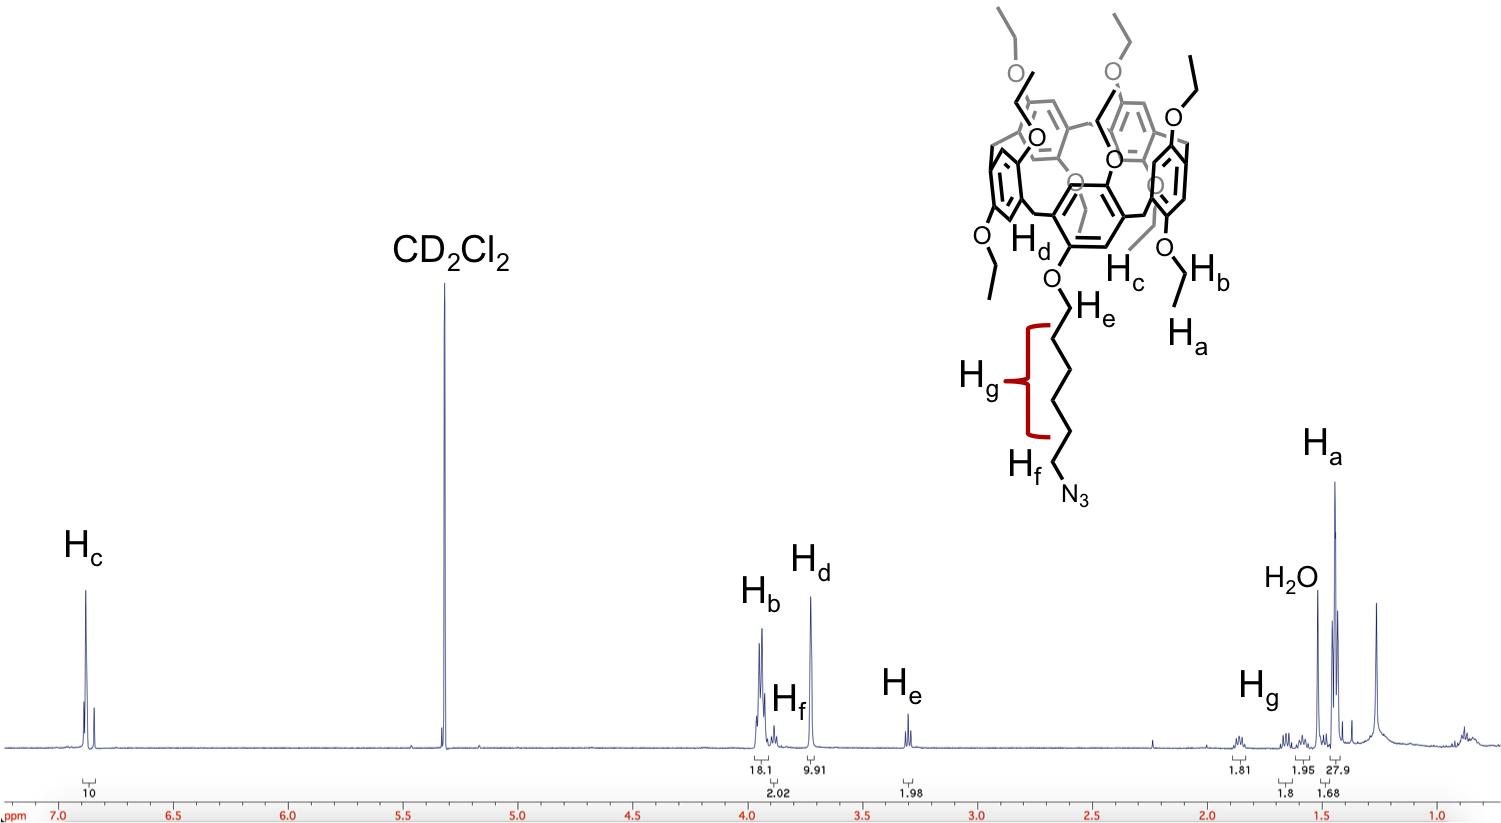 O
O
O
O
O
O
O
O
O
O
H_d
H_c
H_b
H_e
H_a
H_g
H_f
N_3
CD_2Cl_2
H_c
H_b
H_d
H_f
H_e
H_g
H_2O
H_a
10
18.1
9.91
2.02
1.98
1.81
1.95
27.9
1.8
1.68
ppm 7.0 6.5 6.0 5.5 5.0 4.5 4.0 3.5 3.0 2.5 2.0 1.5 1.0